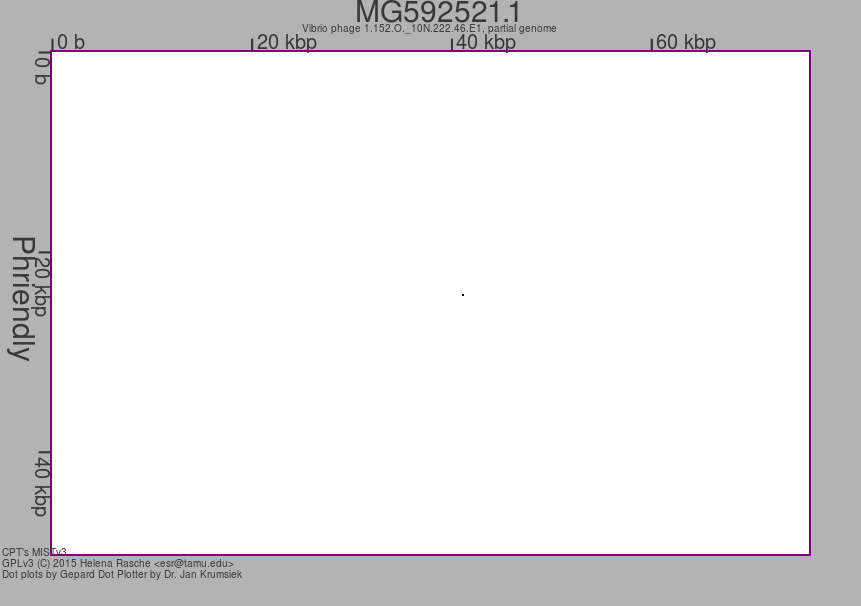 MG592521.1
Vibrio phage 1.152.O._10N.222.46.E1, partial genome
0 b
20 kbp
40 kbp
60 kbp
0 b
20 kbp
40 kbp
Phriendly
CPT's MISTv3
GPLv3 (C) 2015 Helena Rasche <esr@tamu.edu>
Dot plots by Gepard Dot Plotter by Dr. Jan Krumsiek